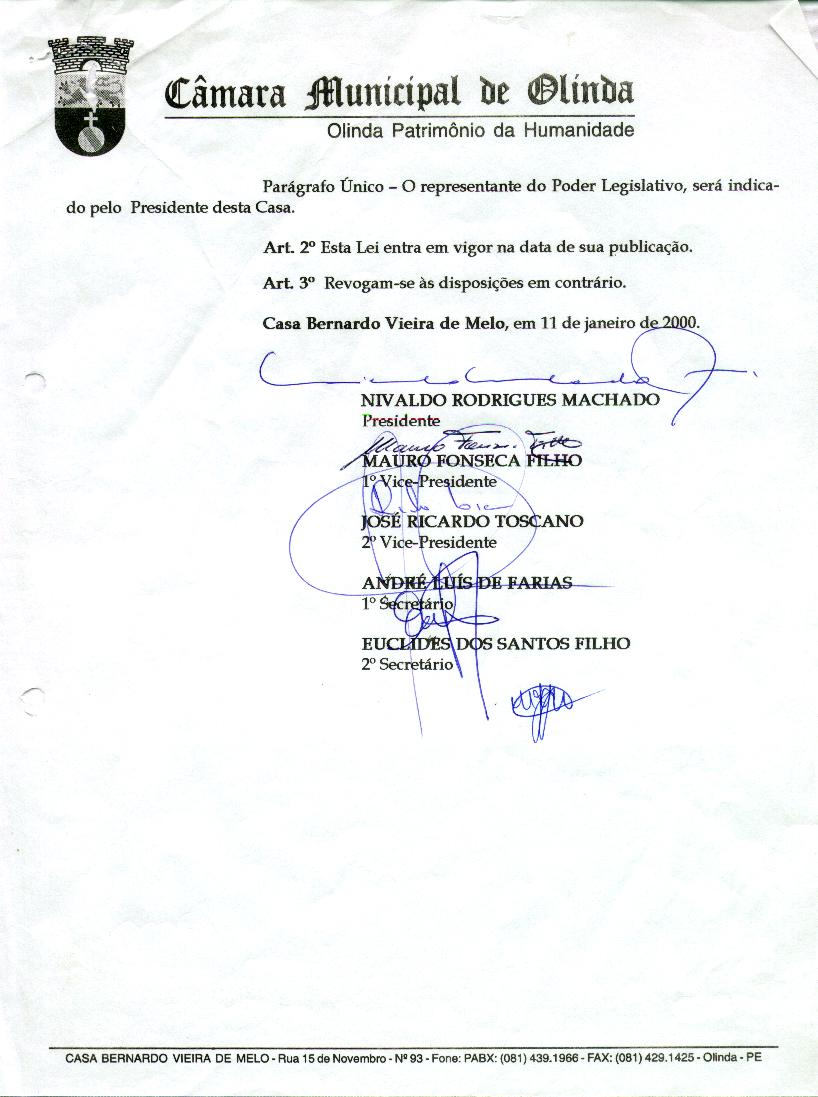 Câmara Municipal de Olinda
Olinda Patrimônio da Humanidade
Parágrafo Único – O representante do Poder Legislativo, será indica-
do pelo Presidente desta Casa.
Art. 2º Esta Lei entra em vigor na data de sua publicação.
Art. 3º Revogam-se às disposições em contrário.
Casa Bernardo Vieira de Melo, em 11 de janeiro de 2000.
NIVALDO RODRIGUES MACHADO
Presidente
MAURO FONSECA FILHO
1º Vice-Presidente
JOSÉ RICARDO TOSCANO
2º Vice-Presidente
ANDRÉ LUÍS DE FARIAS
1º Secretário
EUCLIDES DOS SANTOS FILHO
2º Secretário
CASA BERNARDO VIEIRA DE MELO - Rua 15 de Novembro - Nº 93 - Fone: PABX: (081) 439.1966 - FAX: (081) 429.1425 - Olinda - PE